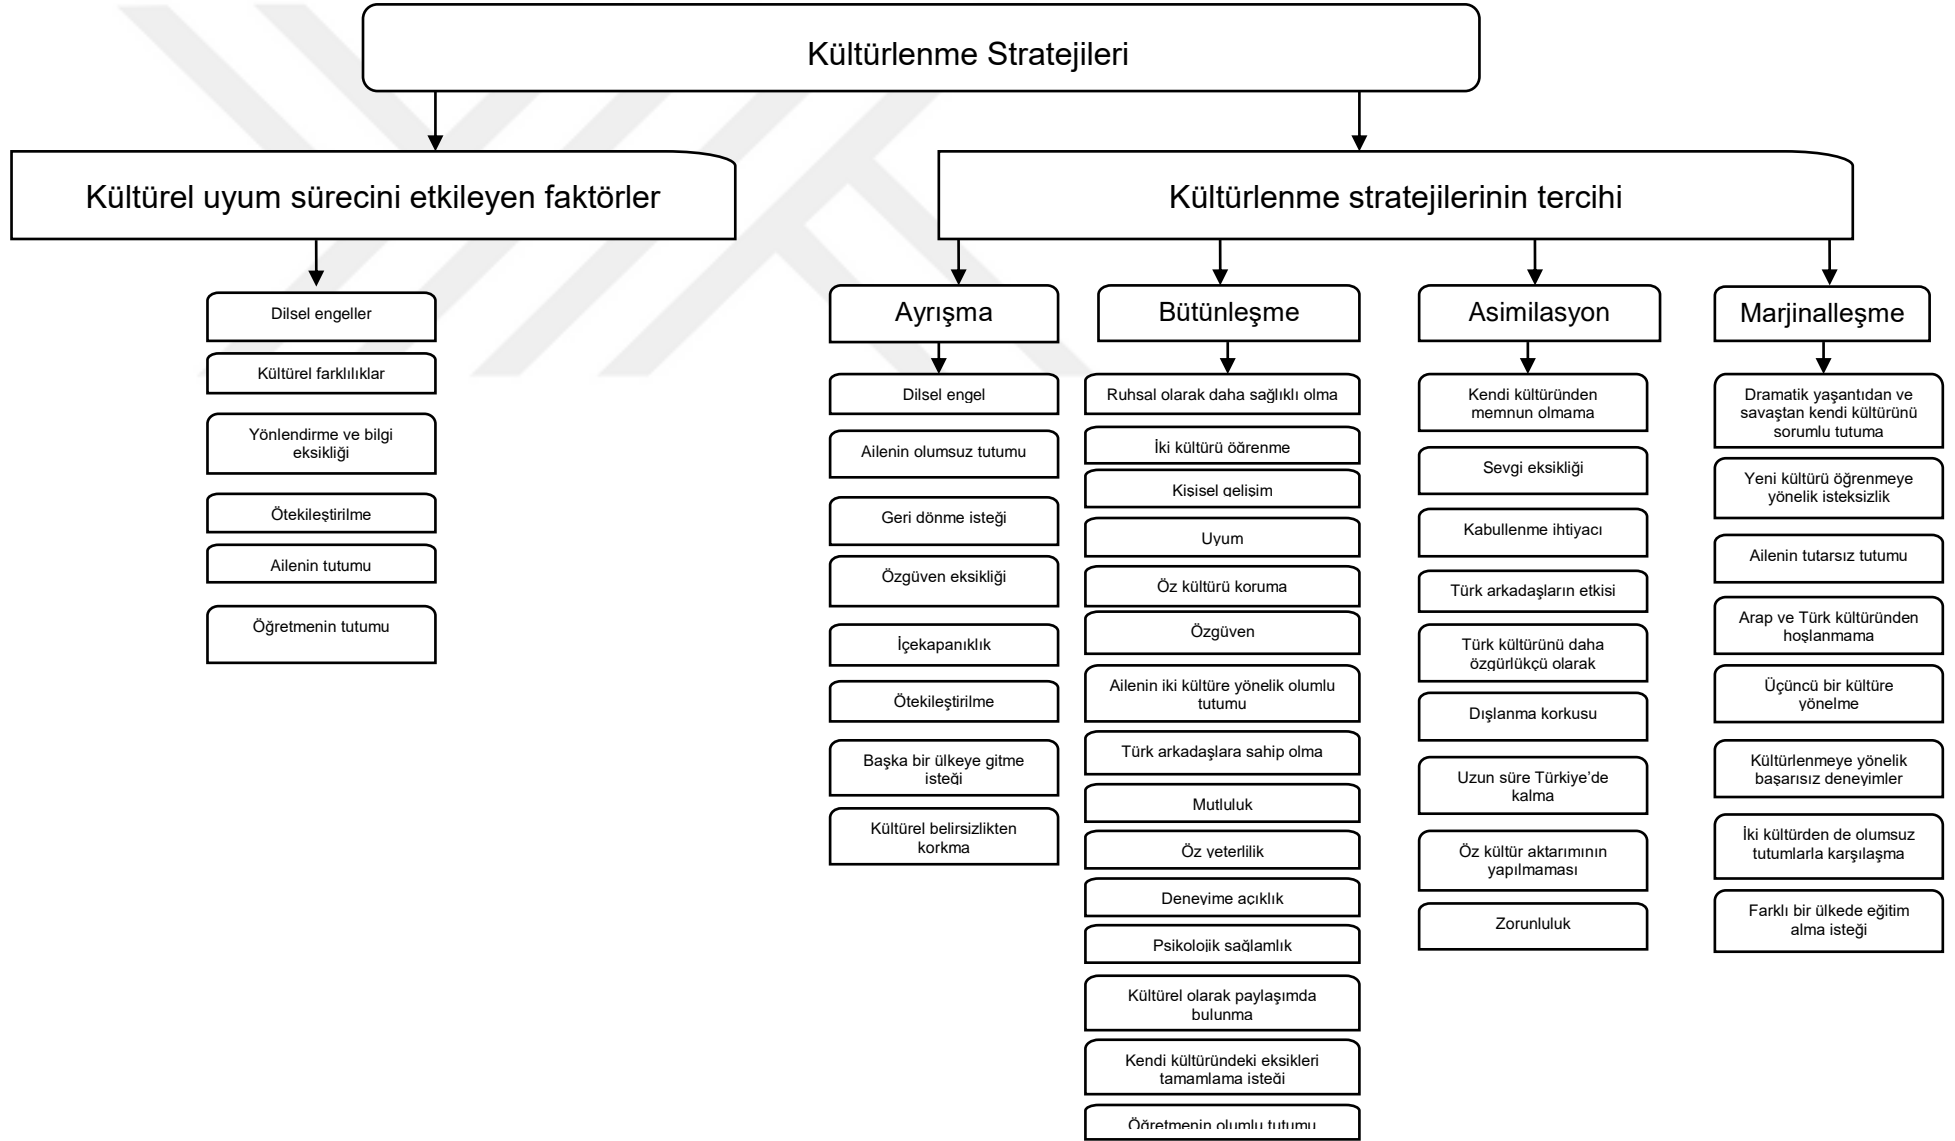 Kültürlenme Stratejileri
Kültürel uyum sürecini etkileyen faktörler
Dilsel engeller
Kültürel farklılıklar
Yönlendirme ve bilgi
eksikliği
Ötekileştirilme
Ailenin tutumu
Öğretmenin tutumu
Kültürlenme stratejilerinin tercihi
Ayrışma
Dilsel engel
Ailenin olumsuz tutumu
Geri dönme isteği
Özgüven eksikliği
İçekapanıklık
Ötekileştirilme
Başka bir ülkeye gitme
isteği
Kültürel belirsizlikten
korkma
Bütünleşme
Ruhsal olarak daha sağlıklı olma
İki kültürü öğrenme
Kişisel gelişim
Uyum
Öz kültürü koruma
Özgüven
Ailenin iki kültüre yönelik olumlu
tutumu
Türk arkadaşlara sahip olma
Mutluluk
Öz yeterlilik
Deneyime açıklık
Psikolojik sağlamlık
Kültürel olarak paylaşımda
bulunma
Kendi kültüründeki eksikleri
tamamlama isteği
Öğretmenin olumlu tutumu
Asimilasyon
Kendi kültüründen
memnun olmama
Sevgi eksikliği
Kabullenme ihtiyacı
Türk arkadaşların etkisi
Türk kültürünü daha
özgürlükçü olarak
Dışlanma korkusu
Uzun süre Türkiye’de
kalma
Öz kültür aktarımının
yapılmaması
Zorunluluk
Marjinalleşme
Dramatik yaşantıdan ve
savaştan kendi kültürünü
sorumlu tutuma
Yeni kültürü öğrenmeye
yönelik isteksizlik
Ailenin tutarsız tutumu
Arap ve Türk kültüründen
hoşlanmama
Üçüncü bir kültüre
yönelme
Kültürlenmeye yönelik
başarısız deneyimler
İki kültürden de olumsuz
tutumlarla karşılaşma
Farklı bir ülkede eğitim
alma isteği